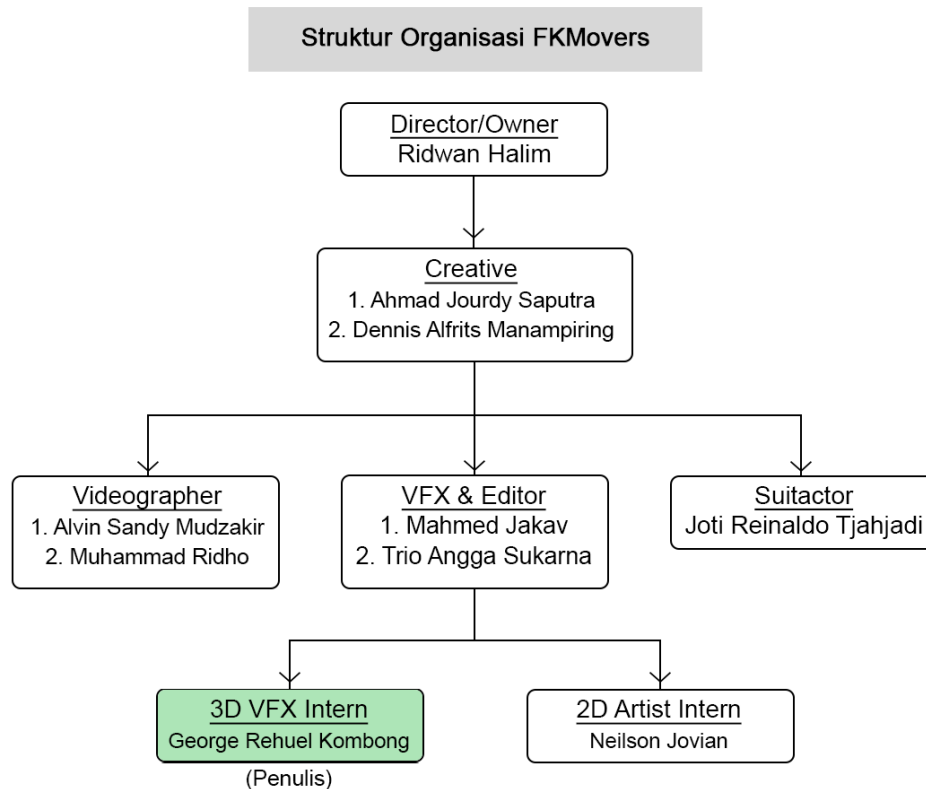 Struktur Organisasi FKMovers
Director/Owner
Ridwan Halim
Creative
1. Ahmad Jourdy Saputra
2. Dennis Alfrits Manampiring
Videographer
1. Alvin Sandy Mudzakir
2. Muhammad Ridho
VFX & Editor
1. Mahmed Jakav
2. Trio Angga Sukarna
Suitactor
Joti Reinaldo Tjahjadi
3D VFX Intern
George Rehuel Kombong
(Penulis)
2D Artist Intern
Neilson Jovian